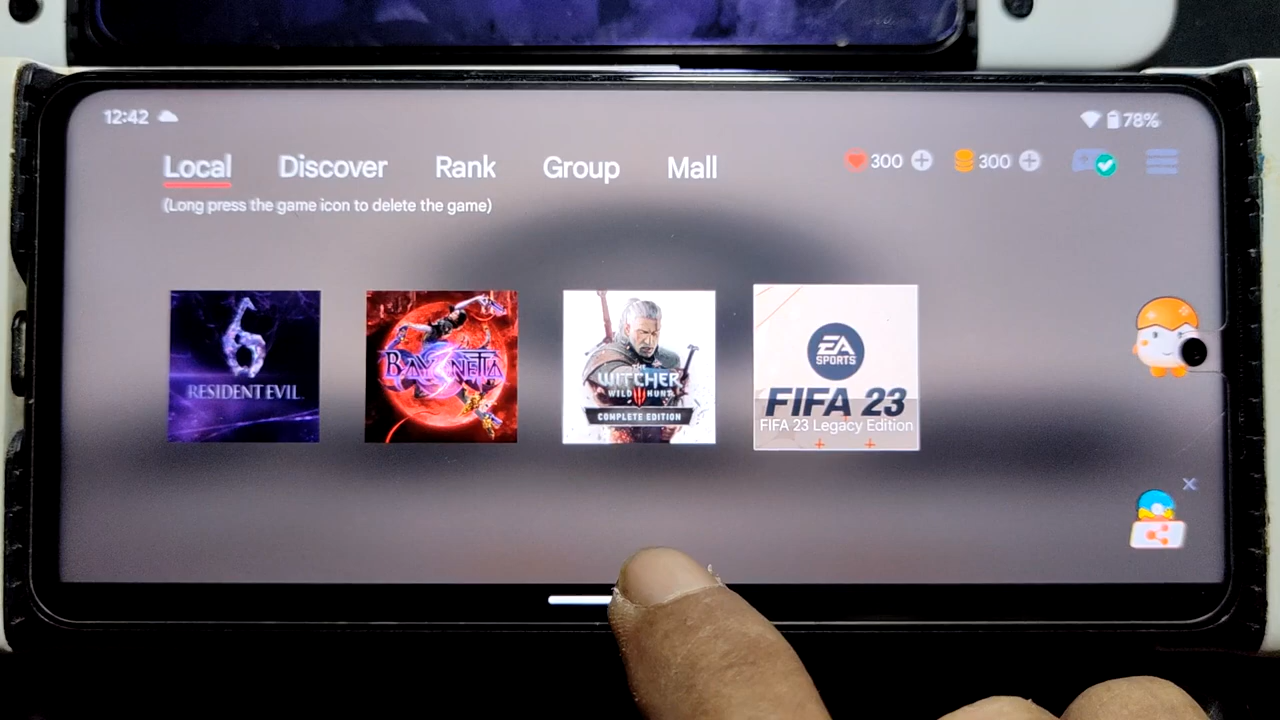 12:42
78%
Local Discover Rank Group Mall
300
300
(Long press the game icon to delete the game)
6
RESIDENT EVIL
BAYONETTA
3
THE
WITCHER
WILD HUNT
COMPLETE EDITION
EA
SPORTS
FIFA 23
FIFA 23 Legacy Edition